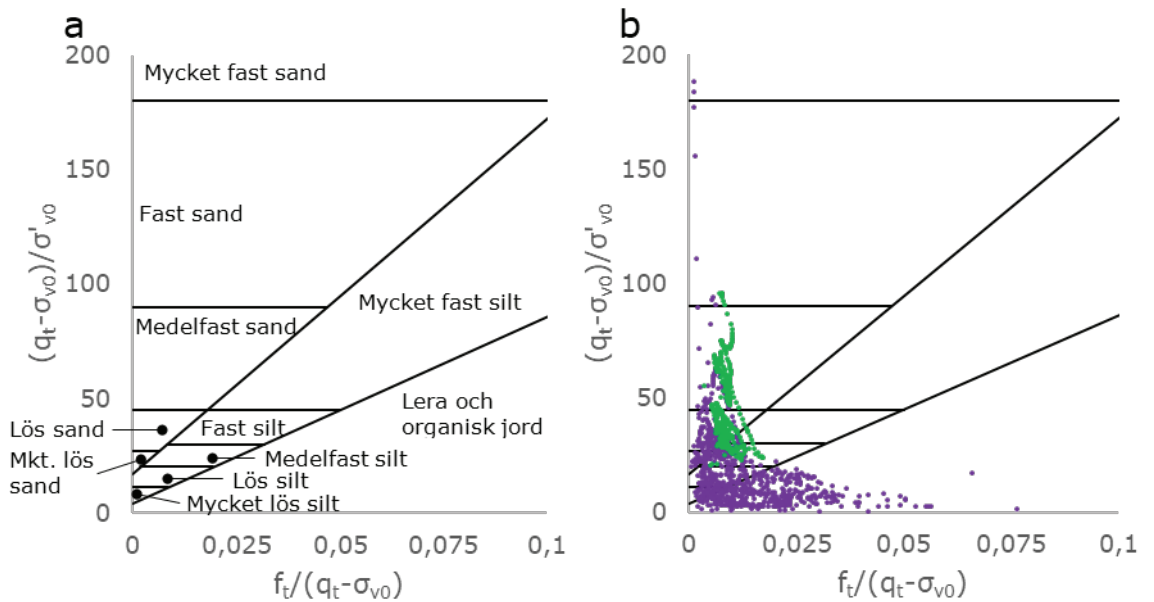 a
200
150
100
50
0
(qt-σv0)/σ'v0
Mycket fast sand
Fast sand
Medelfast sand
Mycket fast silt
Lera och
organisk jord
Fast silt
Lös sand
Mkt. lös
sand
Medelfast silt
Lös silt
Mycket lös silt
0
0,025
0,05
0,075
0,1
ft/(qt-σv0)
b
200
150
100
50
0
(qt-σv0)/σ'v0
0
0,025
0,05
0,075
0,1
ft/(qt-σv0)